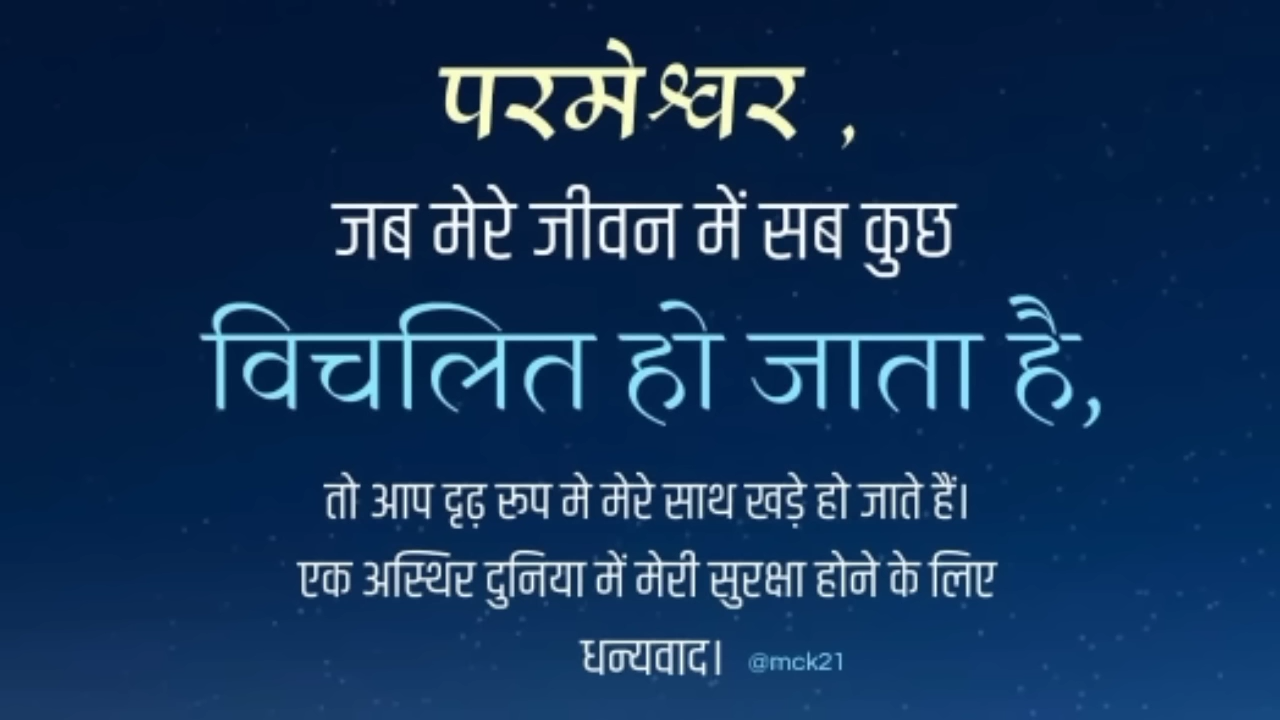 परमेश्वर ,
जब मेरे जीवन में सब कुछ
विचलित हो जाता है,
तो आप दृढ़ रूप मे मेरे साथ खड़े हो जाते हैं।
एक अस्थिर दुनिया में मेरी सुरक्षा होने के लिए
धन्यवाद। @mck21